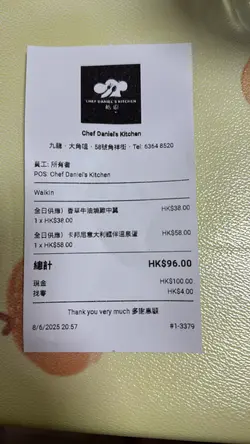 CHEF DANIEL'S KITCHEN
Chef Daniel's Kitchen
九龍，大角咀，58號角祥街，Tel: 6364 8520
員工: 所有者
POS: Chef Daniel's Kitchen
Walkin
全日供應） 香草牛油燒雞中翼 HK$38.00
1 x HK$38.00
全日供應） 卡邦尼意大利麵伴溫泉蛋 HK$58.00
1 x HK$58.00
總計 HK$96.00
現金 HK$100.00
找零 HK$4.00
Thank you very much 多謝惠顧
8/6/2025 20:57 #1-3379